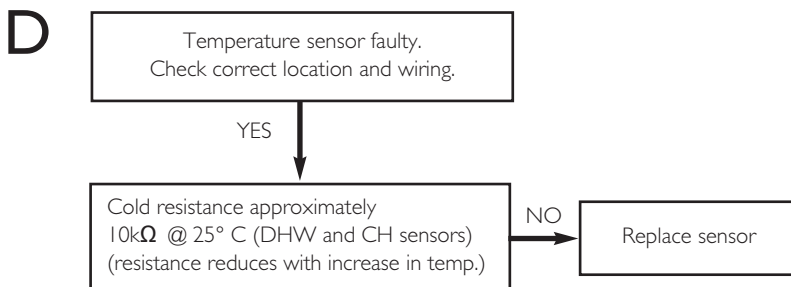 D
Temperature sensor faulty.
Check correct location and wiring.
YES
Cold resistance approximately
10kΩ @ 25° C (DHW and CH sensors)
(resistance reduces with increase in temp.)
NO
Replace sensor